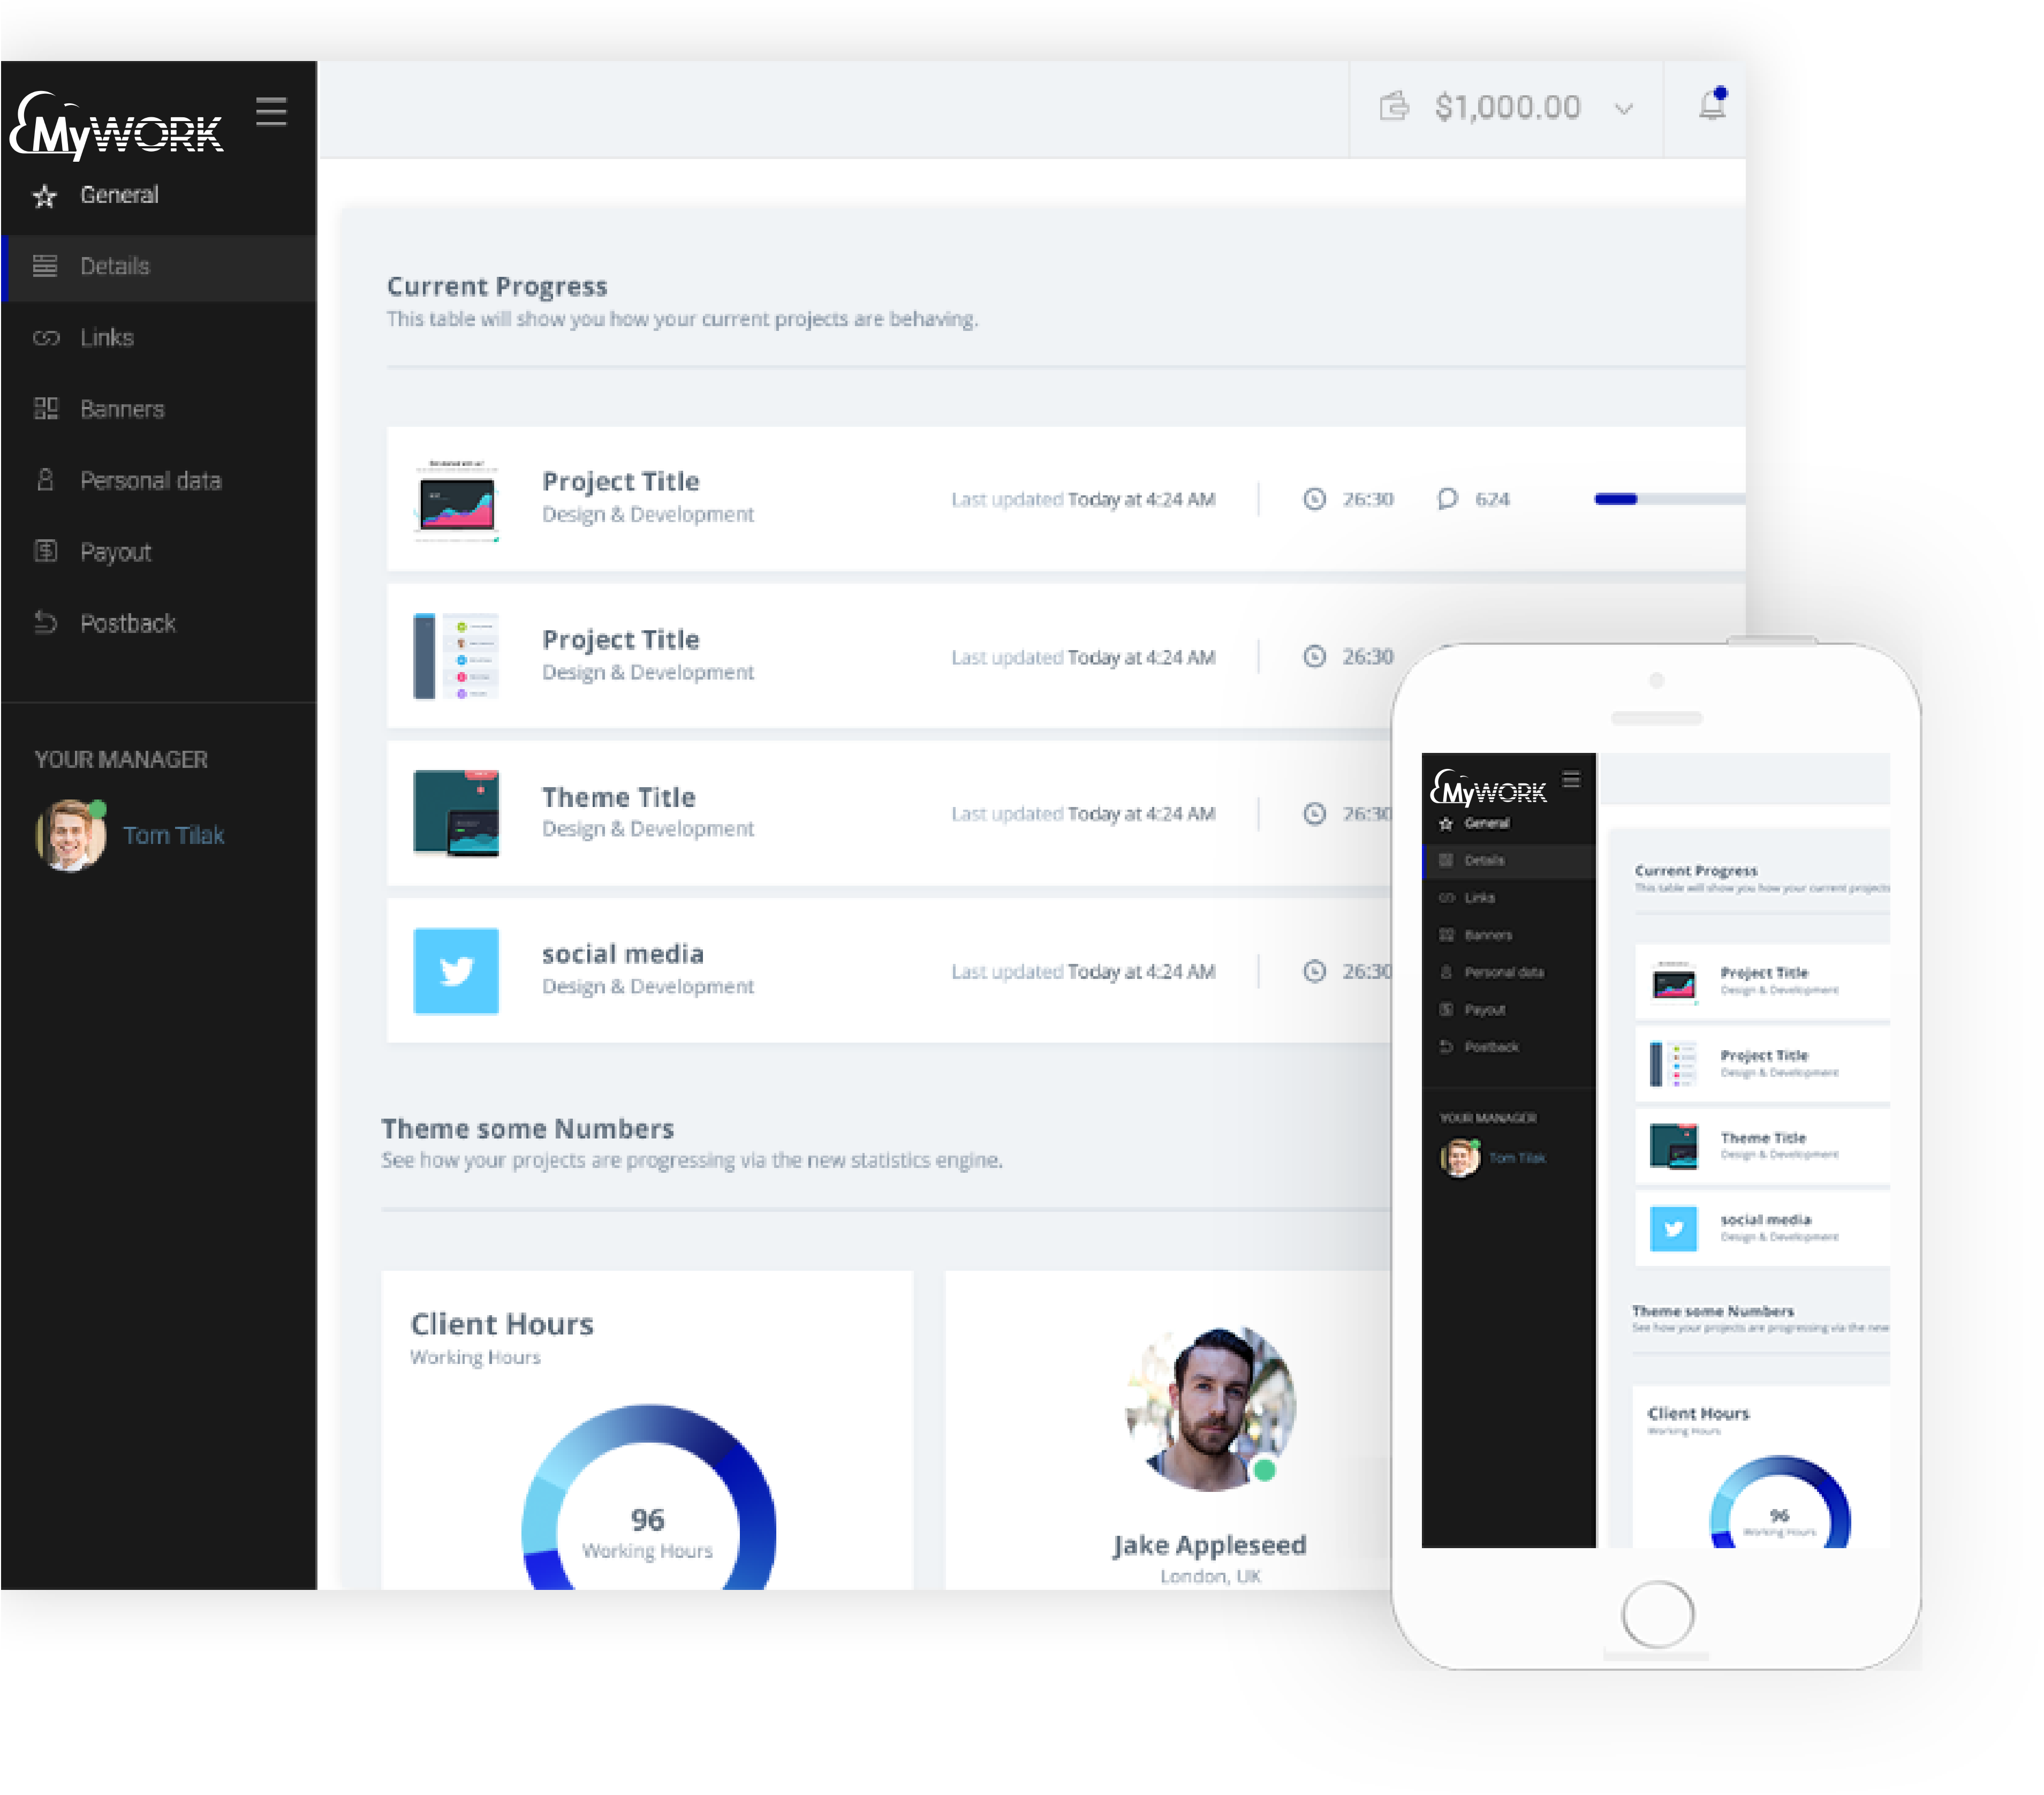 MyWORK
$1,000.00
General
Details
Links
Banners
Personal data
Payout
Postback
YOUR MANAGER
Tom Tilak
Current Progress
This table will show you how your current projects are behaving.
Project Title
Design & Development
Last updated Today at 4:24 AM
26:30
624
Project Title
Design & Development
Last updated Today at 4:24 AM
26:30
Theme Title
Design & Development
Last updated Today at 4:24 AM
26:30
social media
Design & Development
Last updated Today at 4:24 AM
26:30
Theme some Numbers
See how your projects are progressing via the new statistics engine.
Client Hours
Working Hours
96
Working Hours
Jake Appleseed
London, UK
MyWORK
General
Details
Links
Banners
Personal data
Payout
Postback
YOUR MANAGER
Tom Tilak
Current Progress
This table will show you how your current projects
Project Title
Design & Development
Project Title
Design & Development
Theme Title
Design & Development
social media
Design & Development
Theme some Numbers
See how your projects are progressing via the new
Client Hours
Working Hours
96
Working Hours